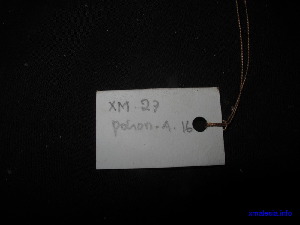 XM 27
pohon. A. 16